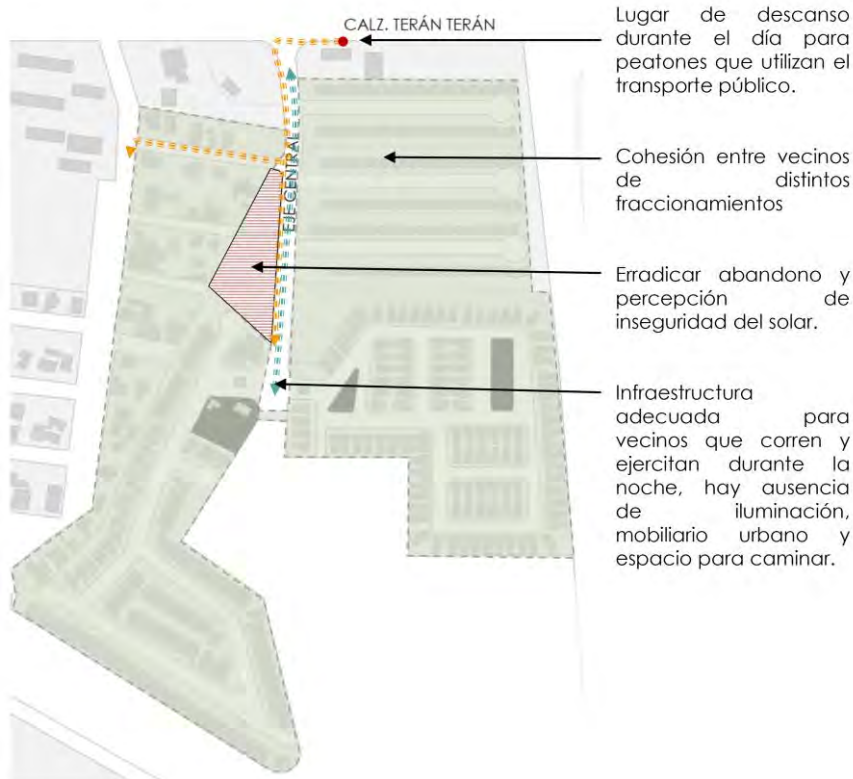 CALZ. TERÁN TERÁN
EJE CENTRAL
Lugar de descanso
durante el día para
peatones que utilizan el
transporte público.
Cohesión entre vecinos
de distintos
fraccionamientos
Erradicar abandono y
percepción de
inseguridad del solar.
Infraestructura
adecuada para
vecinos que corren y
ejercitan durante la
noche, hay ausencia
de iluminación,
mobiliario urbano y
espacio para caminar.